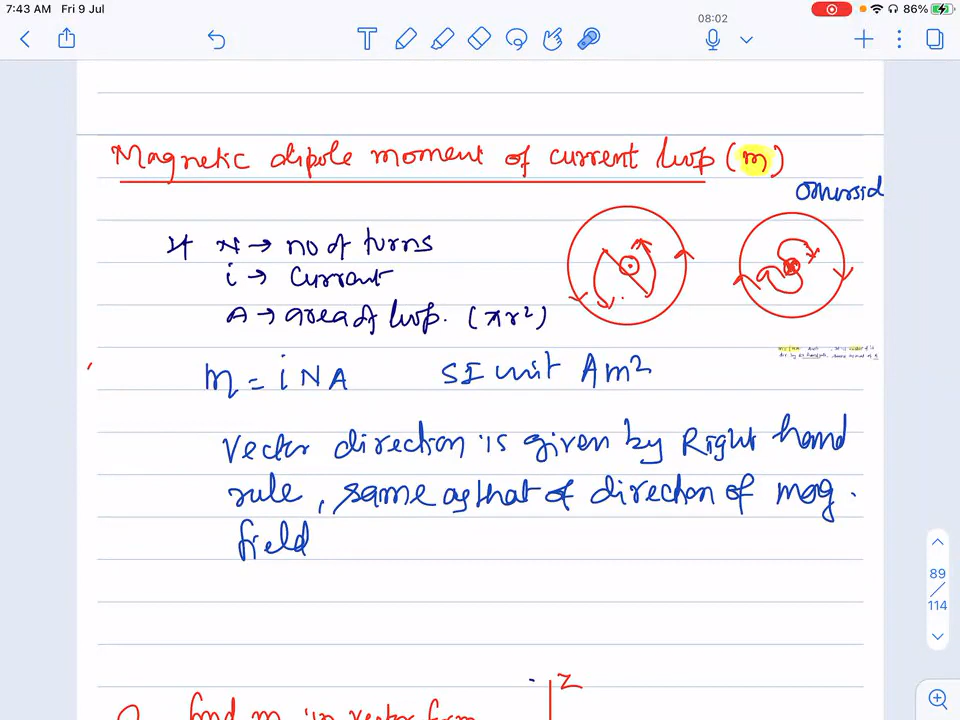 7:43 AM Fri 9 Jul
86%
08:02
Magnetic dipole moment of current loop (m)
If N → no of turns
i → current
A → area of loop. (πr²)
m = i N A SI unit Am²
Vector direction is given by Right hand
rule, same as that of direction of mag.
field
89
/
114
Z
Q find m in vector form